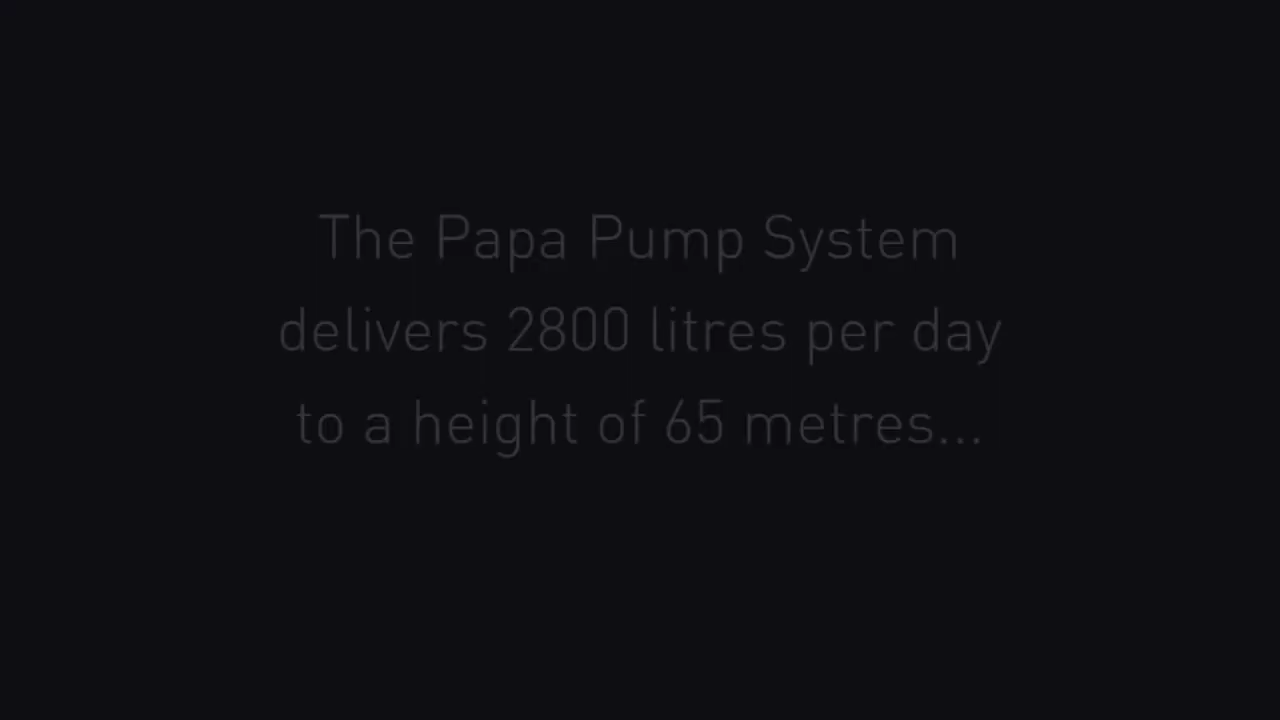 The Papa Pump System
delivers 2800 litres per day
to a height of 65 metres...